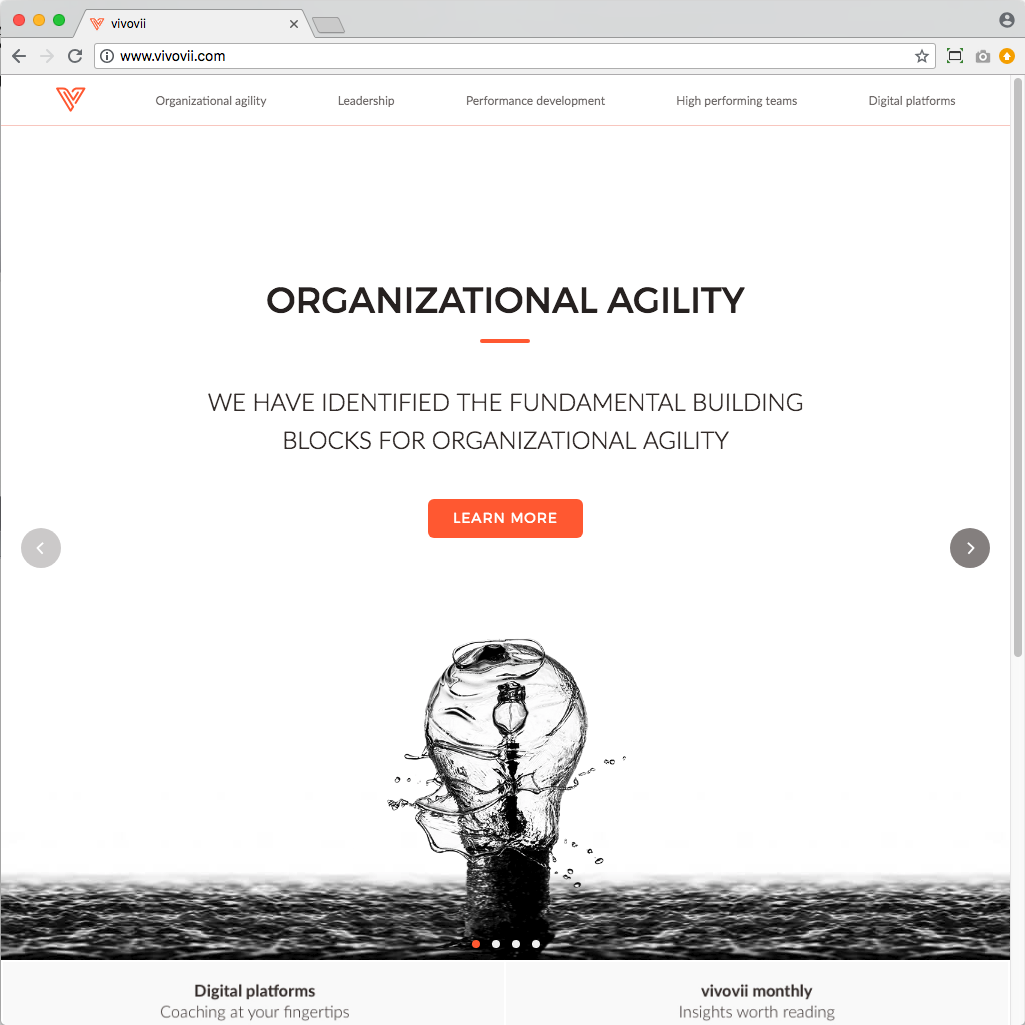 vivovii
www.vivovii.com
Organizational agility
Leadership
Performance development
High performing teams
Digital platforms
ORGANIZATIONAL AGILITY
WE HAVE IDENTIFIED THE FUNDAMENTAL BUILDING
BLOCKS FOR ORGANIZATIONAL AGILITY
LEARN MORE
Digital platforms
Coaching at your fingertips
vivovii monthly
Insights worth reading